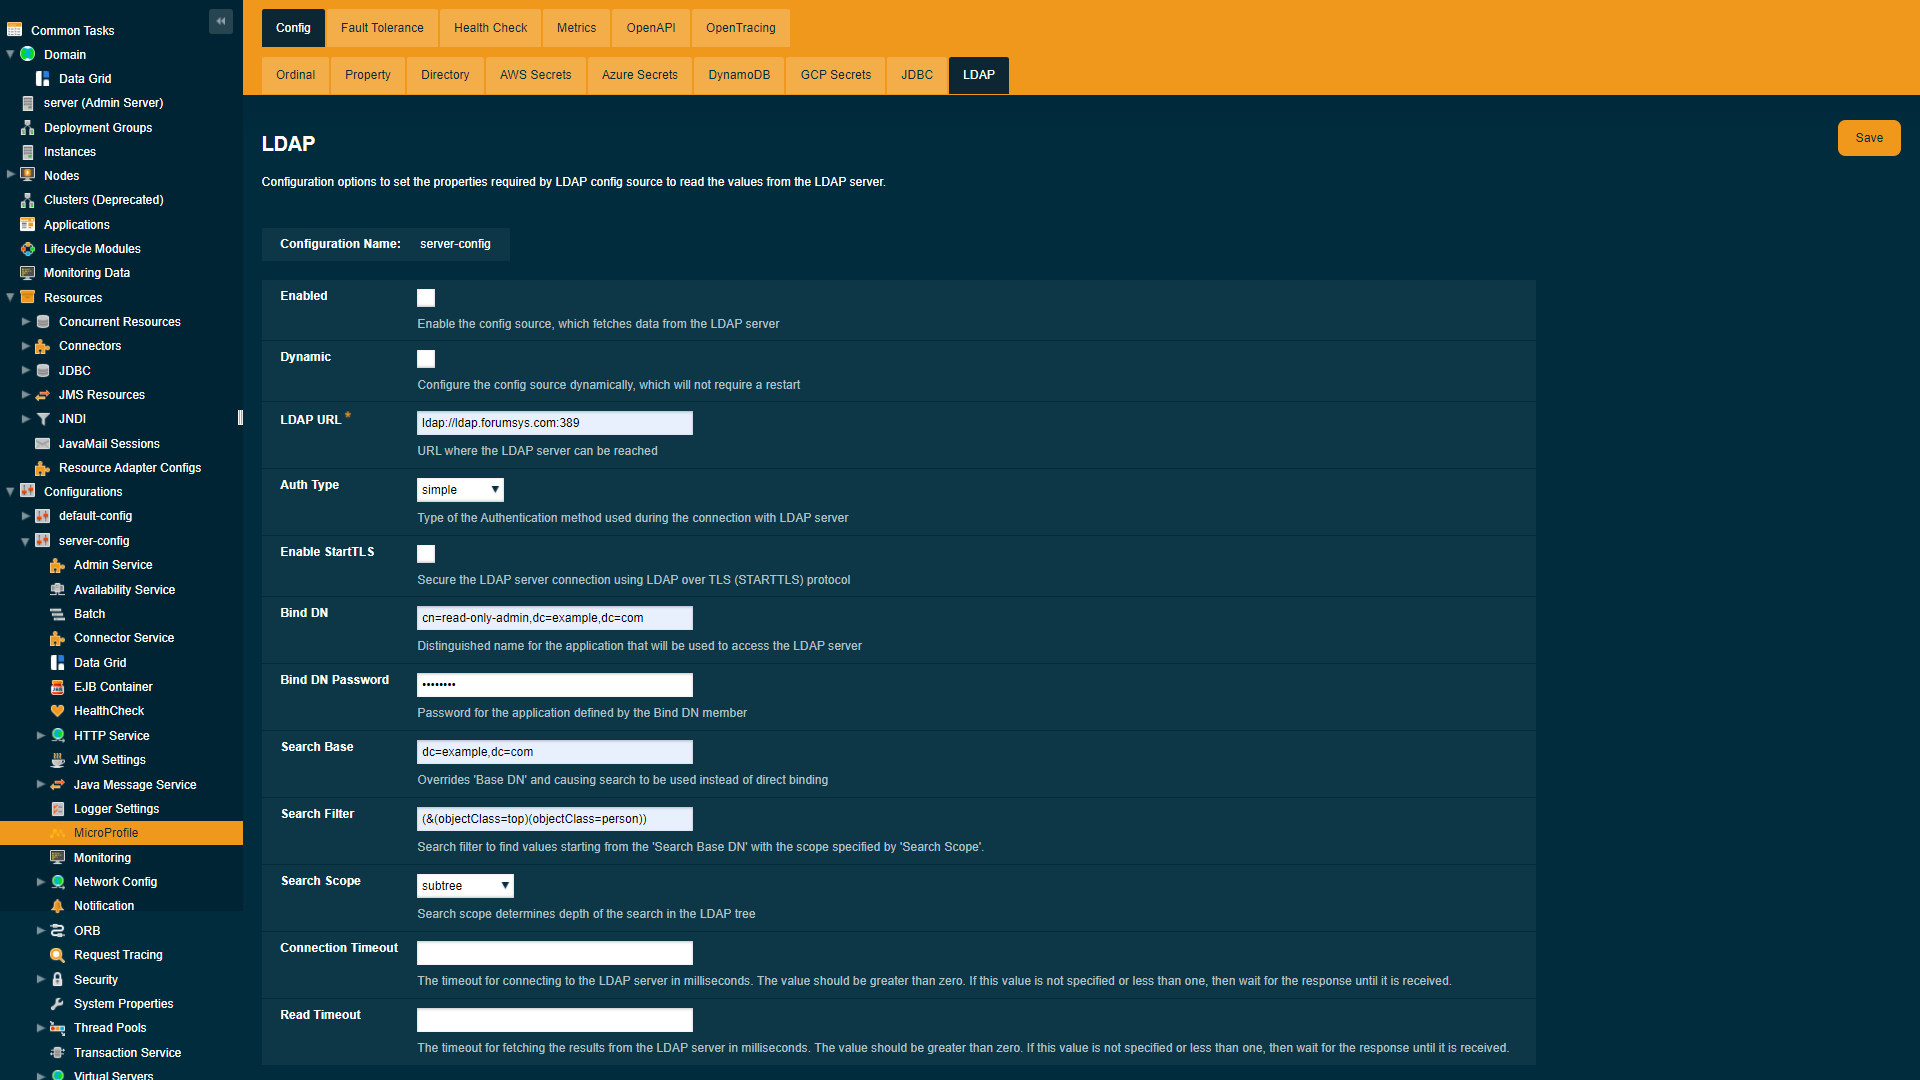 Common Tasks
Domain
Data Grid
server (Admin Server)
Deployment Groups
Instances
Nodes
Clusters (Deprecated)
Applications
Lifecycle Modules
Monitoring Data
Resources
Concurrent Resources
Connectors
JDBC
JMS Resources
JNDI
JavaMail Sessions
Resource Adapter Configs
Configurations
default-config
server-config
Admin Service
Availability Service
Batch
Connector Service
Data Grid
EJB Container
HealthCheck
HTTP Service
JVM Settings
Java Message Service
Logger Settings
MicroProfile
Monitoring
Network Config
Notification
ORB
Request Tracing
Security
System Properties
Thread Pools
Transaction Service
Virtual Servers
Config Fault Tolerance Health Check Metrics OpenAPI OpenTracing
Ordinal Property Directory AWS Secrets Azure Secrets DynamoDB GCP Secrets JDBC LDAP
LDAP
Save
Configuration options to set the properties required by LDAP config source to read the values from the LDAP server.
Configuration Name: server-config
Enabled
Enable the config source, which fetches data from the LDAP server
Dynamic
Configure the config source dynamically, which will not require a restart
LDAP URL * ldap://ldap.forumsys.com:389
URL where the LDAP server can be reached
Auth Type simple
Type of the Authentication method used during the connection with LDAP server
Enable StartTLS
Secure the LDAP server connection using LDAP over TLS (STARTTLS) protocol
Bind DN cn=read-only-admin,dc=example,dc=com
Distinguished name for the application that will be used to access the LDAP server
Bind DN Password ••••••••
Password for the application defined by the Bind DN member
Search Base dc=example,dc=com
Overrides 'Base DN' and causing search to be used instead of direct binding
Search Filter (&(objectClass=top)(objectClass=person))
Search filter to find values starting from the 'Search Base DN' with the scope specified by 'Search Scope'.
Search Scope subtree
Search scope determines depth of the search in the LDAP tree
Connection Timeout
The timeout for connecting to the LDAP server in milliseconds. The value should be greater than zero. If this value is not specified or less than one, then wait for the response until it is received.
Read Timeout
The timeout for fetching the results from the LDAP server in milliseconds. The value should be greater than zero. If this value is not specified or less than one, then wait for the response until it is received.